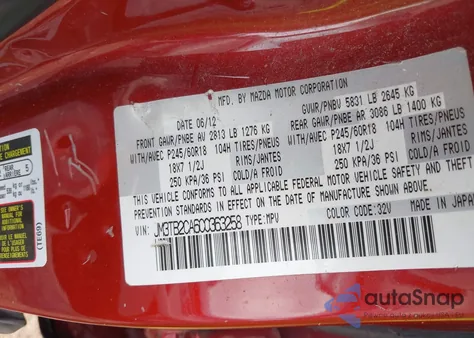 MFD. BY MAZDA MOTOR CORPORATION
DATE 06/12
GVWR/PNBV 5831 LB 2645 KG
FRONT GAWR/PNBE AV 2813 LB 1276 KG
REAR GAWR/PNBE AR 3086 LB 1400 KG
WITH/AVEC P245/60R18 104H TIRES/PNEUS
WITH/AVEC P245/60R18 104H TIRES/PNEUS
18X7 1/2J RIMS/JANTES
18X7 1/2J RIMS/JANTES
250 KPA/36 PSI COLD/A FROID
250 KPA/36 PSI COLD/A FROID
THIS VEHICLE CONFORMS TO ALL APPLICABLE FEDERAL MOTOR VEHICLE SAFETY AND THEFT
PREVENTION STANDARDS IN EFFECT ON THE DATE OF MANUFACTURE SHOWN ABOVE.
VIN: JM3TB2CA6C0363258 TYPE:MPV
COLOR CODE:32V
MADE IN JAPAN
(TE69)
autoSnap